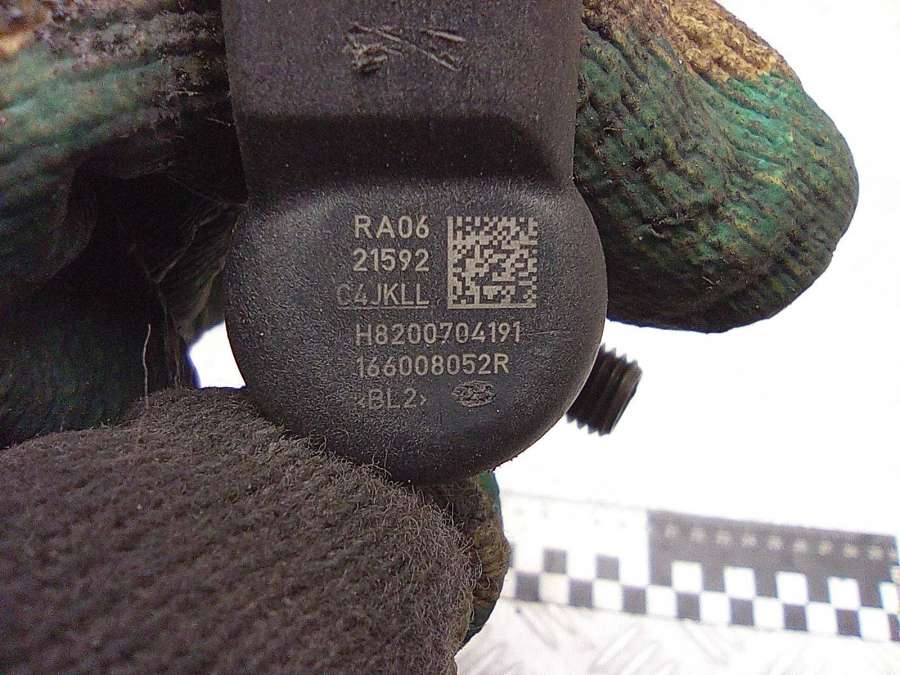 RA06
21592
C4JKLL
H8200704191
166008052R
<BL2>